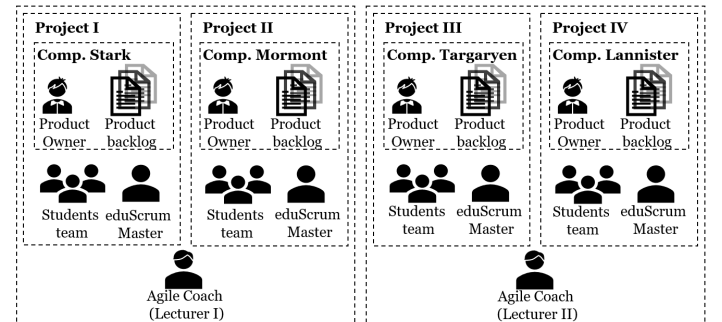 Project I
Comp. Stark
Product Owner
Product backlog
Students team
eduScrum Master
Project II
Comp. Mormont
Product Owner
Product backlog
Students team
eduScrum Master
Agile Coach
(Lecturer I)
Project III
Comp. Targaryen
Product Owner
Product backlog
Students team
eduScrum Master
Project IV
Comp. Lannister
Product Owner
Product backlog
Students team
eduScrum Master
Agile Coach
(Lecturer II)